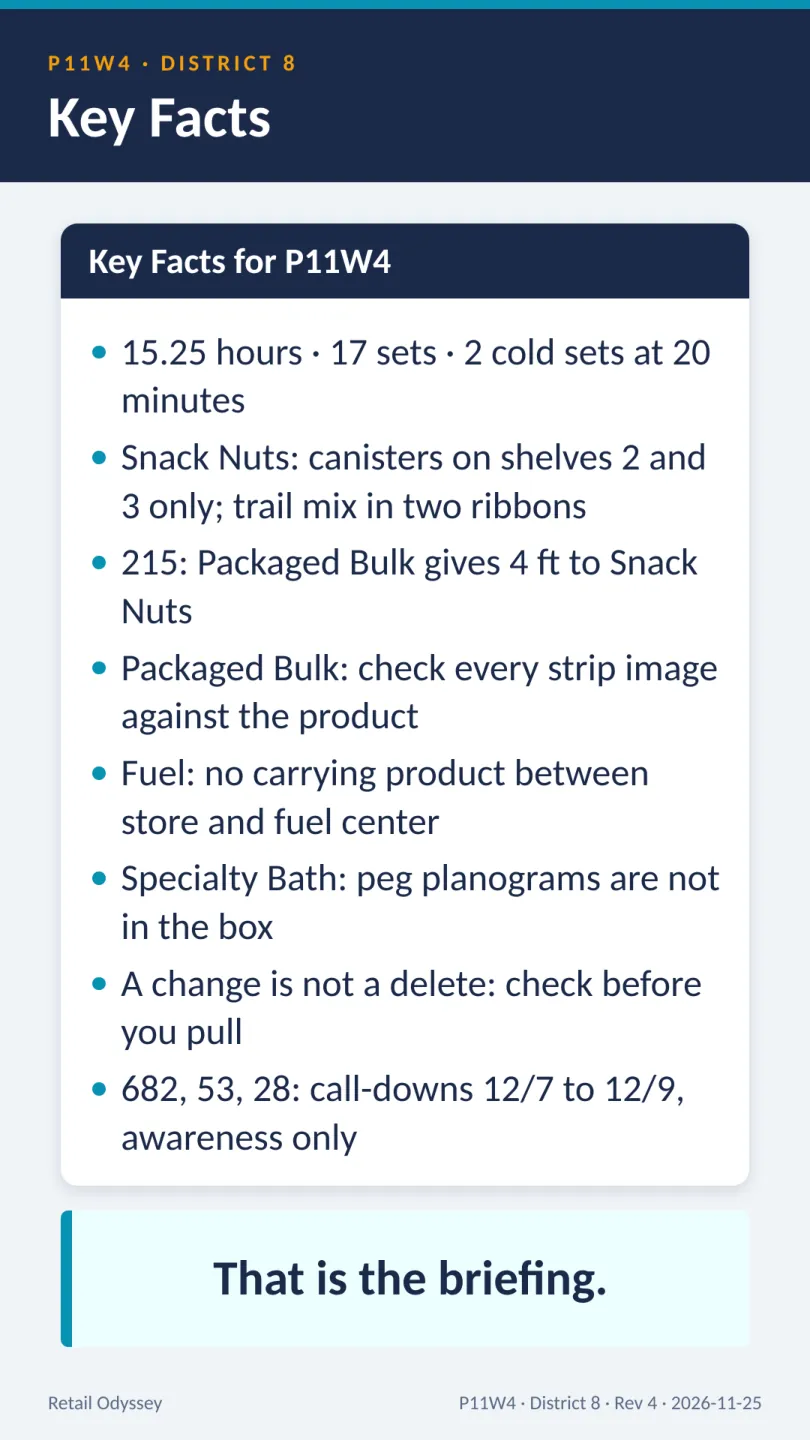 P11W4 · DISTRICT 8
Key Facts
Key Facts for P11W4
• 15.25 hours · 17 sets · 2 cold sets at 20
minutes
• Snack Nuts: canisters on shelves 2 and
3 only; trail mix in two ribbons
• 215: Packaged Bulk gives 4 ft to Snack
Nuts
• Packaged Bulk: check every strip image
against the product
• Fuel: no carrying product between
store and fuel center
• Specialty Bath: peg planograms are not
in the box
• A change is not a delete: check before
you pull
• 682, 53, 28: call-downs 12/7 to 12/9,
awareness only
That is the briefing.
Retail Odyssey
P11W4 · District 8 · Rev 4 · 2026-11-25